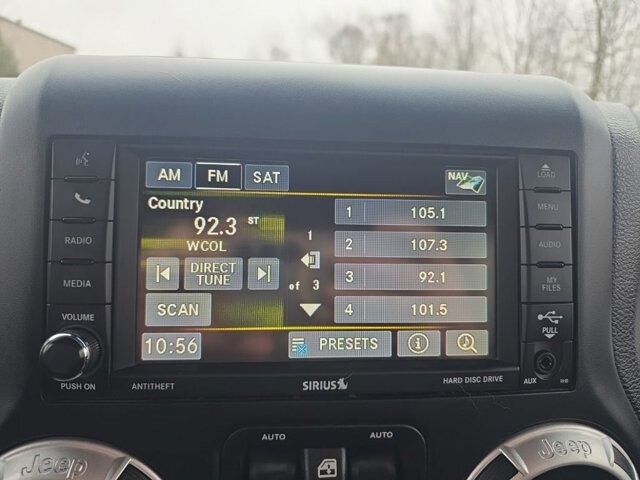 AM FM SAT NAV
Country
92.3 ST
WCOL
DIRECT
TUNE
SCAN
10:56
1
of 3
1 105.1
2 107.3
3 92.1
4 101.5
PRESETS
RADIO
MEDIA
VOLUME
PUSH ON
LOAD
MENU
AUDIO
MY
FILES
PULL
AUX
ANTITHEFT
SIRIUS
HARD DISC DRIVE
AUTO AUTO
Jeep Jeep